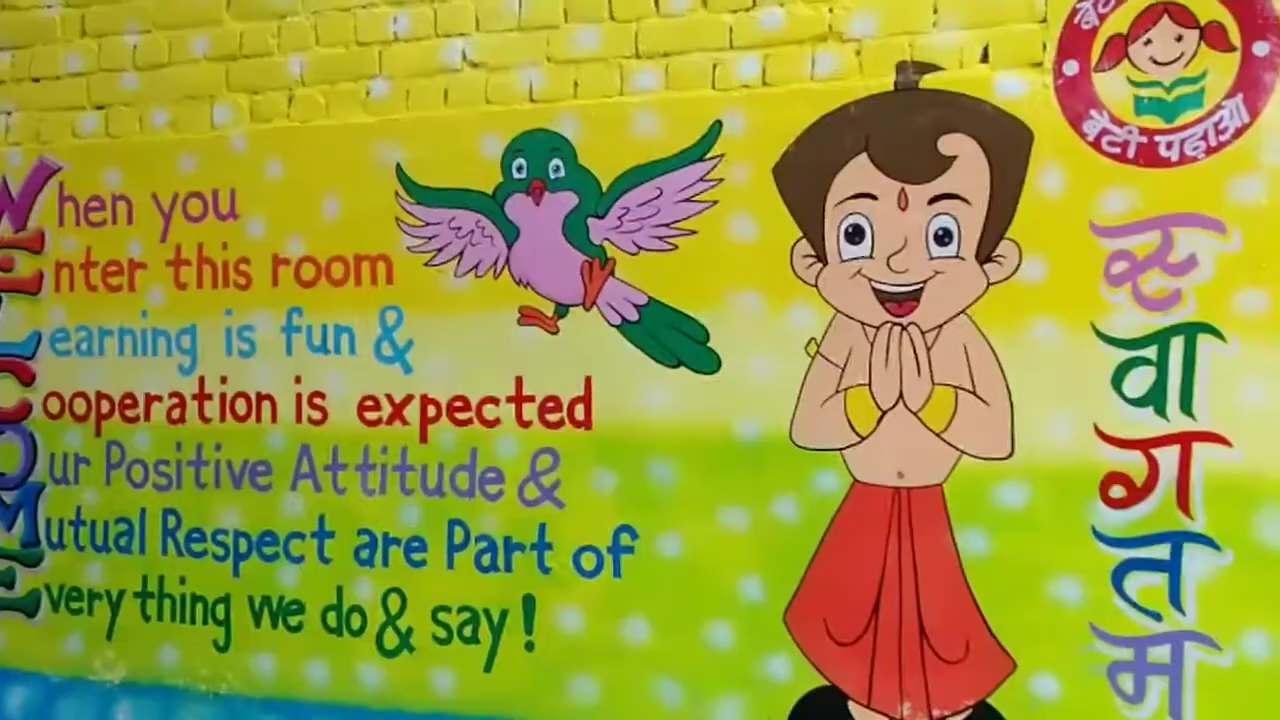 When you
Enter this room
Learning is fun &
Cooperation is expected
Our Positive Attitude &
Mutual Respect are Part of
Everything we do & say!
बेटी पढ़ाओ
स्वागतम